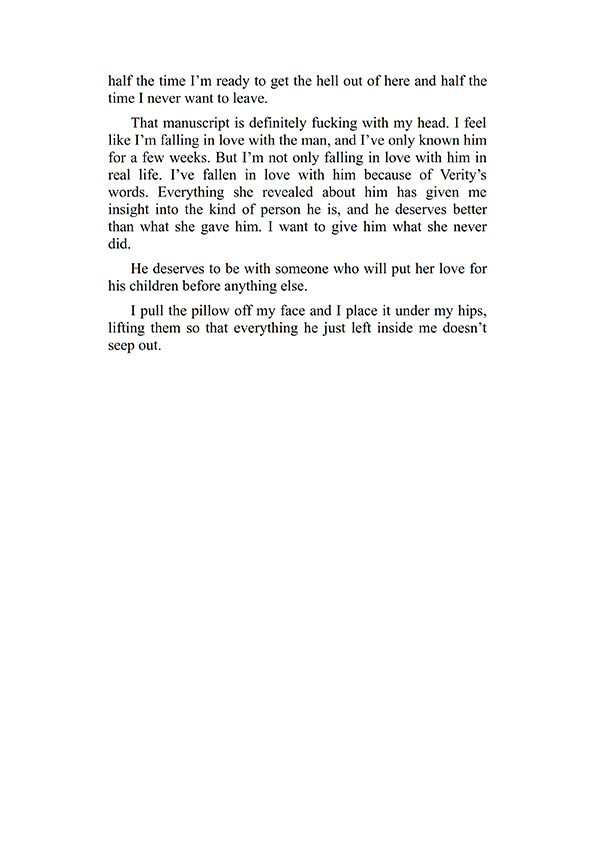 half the time I’m ready to get the hell out of here and half the
time I never want to leave.
That manuscript is definitely fucking with my head. I feel
like I’m falling in love with the man, and I’ve only known him
for a few weeks. But I’m not only falling in love with him in
real life. I’ve fallen in love with him because of Verity’s
words. Everything she revealed about him has given me
insight into the kind of person he is, and he deserves better
than what she gave him. I want to give him what she never
did.
He deserves to be with someone who will put her love for
his children before anything else.
I pull the pillow off my face and I place it under my hips,
lifting them so that everything he just left inside me doesn’t
seep out.